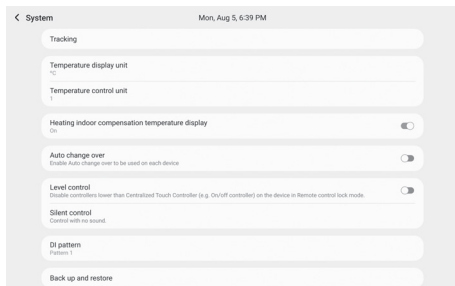 System
Mon, Aug 5, 6:39 PM
Tracking
Temperature display unit
°C
Temperature control unit
1
Heating indoor compensation temperature display
On
Auto change over
Enable Auto change over to be used on each device
Level control
Disable controllers lower than Centralized Touch Controller (e.g. On/off controller) on the device in Remote control lock mode.
Silent control
Control with no sound.
DI pattern
Pattern 1
Back up and restore